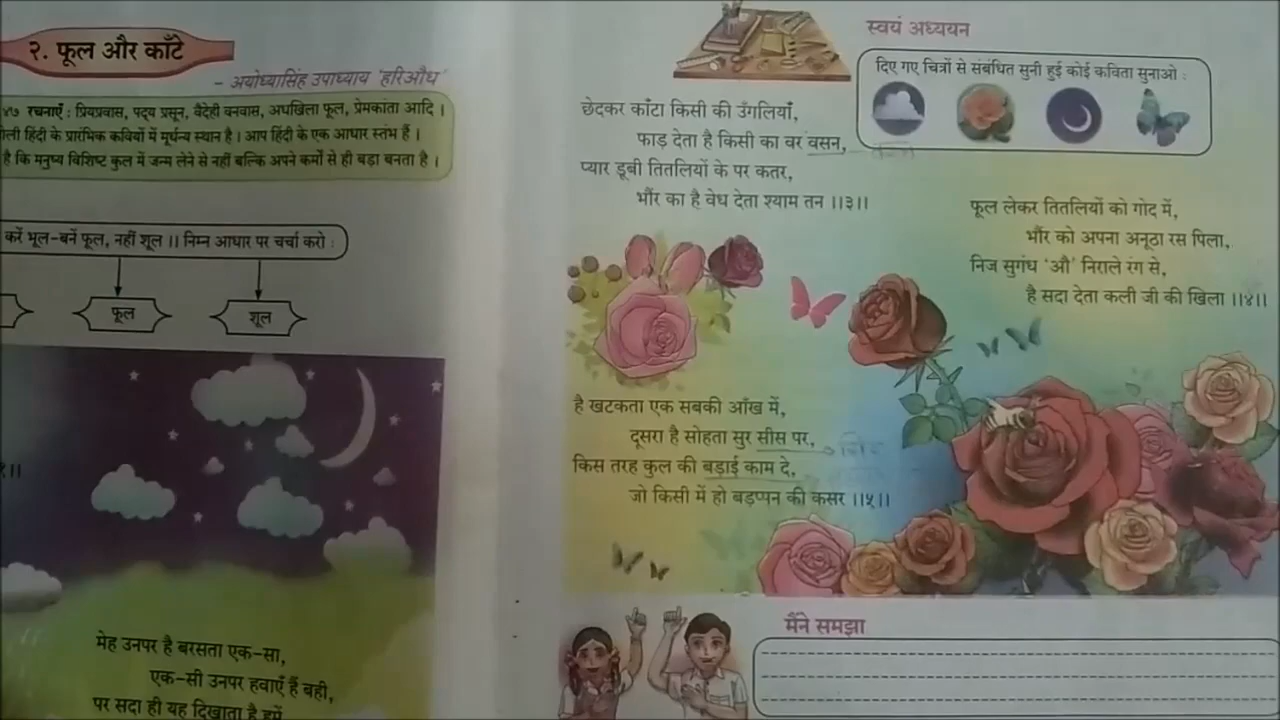 २. फूल और काँटे
- अयोध्यासिंह उपाध्याय 'हरिऔध'
४७ रचनाएँ : प्रियप्रवास, पद्य प्रसून, वैदेही वनवास, अधखिला फूल, प्रेमकांता आदि ।
ोली हिंदी के प्रारंभिक कवियों में मूर्धन्य स्थान है । आप हिंदी के एक आधार स्तंभ हैं ।
है कि मनुष्य विशिष्ट कुल में जन्म लेने से नहीं बल्कि अपने कर्मों से ही बड़ा बनता है ।
करें भूल-बनें फूल, नहीं शूल ।। निम्न आधार पर चर्चा करो :
फूल
शूल
१।।
मेह उनपर है बरसता एक-सा,
एक-सी उनपर हवाएँ हैं बही,
पर सदा ही यह दिखाता है हमें
छेदकर काँटा किसी की उँगलियाँ,
फाड़ देता है किसी का वर वसन,
प्यार डूबी तितलियों के पर कतर,
भौंर का है वेध देता श्याम तन ।।३।।
स्वयं अध्ययन
दिए गए चित्रों से संबंधित सुनी हुई कोई कविता सुनाओ :
फूल लेकर तितलियों को गोद में,
भौंर को अपना अनूठा रस पिला,
निज सुगंध 'औ' निराले रंग से,
है सदा देता कली जी की खिला ।।४।।
है खटकता एक सबकी आँख में,
दूसरा है सोहता सुर सीस पर,
किस तरह कुल की बड़ाई काम दे,
जो किसी में हो बड़प्पन की कसर ।।५।।
मैंने समझा